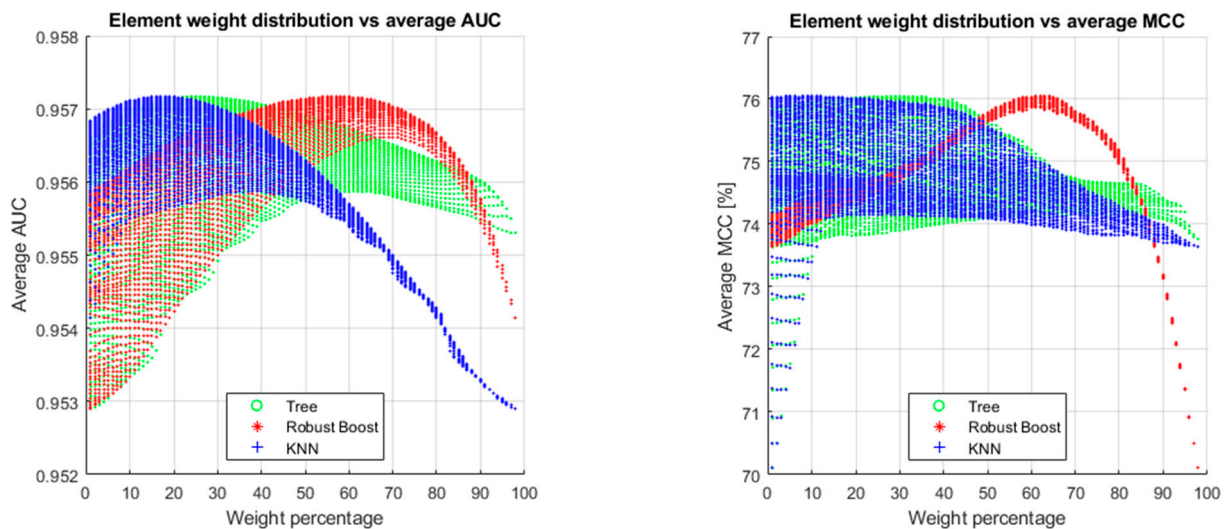 Element weight distribution vs average AUC
0.958
0.957
0.956
0.955
0.954
0.953
0.952
Average AUC
0 10 20 30 40 50 60 70 80 90 100
Weight percentage
Tree
Robust Boost
KNN
Element weight distribution vs average MCC
77
76
75
74
73
72
71
70
Average MCC [%]
0 10 20 30 40 50 60 70 80 90 100
Weight percentage
Tree
Robust Boost
KNN